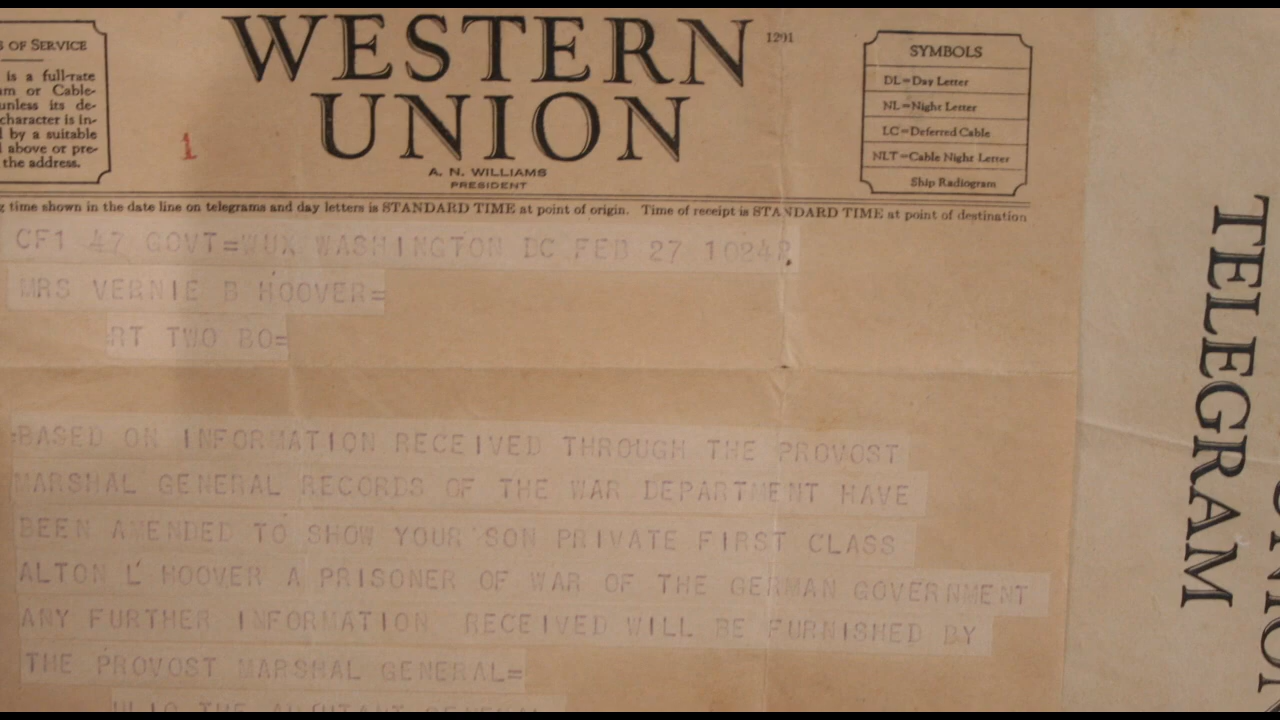 S OF SERVICE
is a full-rate
am or Cable-
unless its de-
character is in-
l by a suitable
l above or pre-
the address.
1
WESTERN
UNION
1201
A. N. WILLIAMS
PRESIDENT
SYMBOLS
DL=Day Letter
NL=Night Letter
LC=Deferred Cable
NLT=Cable Night Letter
Ship Radiogram
g time shown in the date line on telegrams and day letters is STANDARD TIME at point of origin. Time of receipt is STANDARD TIME at point of destination
CF1 47 GOVT=WUX WASHINGTON DC FEB 27 1024P
MRS VERNIE B HOOVER=
RT TWO BO=
:BASED ON INFORMATION RECEIVED THROUGH THE PROVOST
MARSHAL GENERAL RECORDS OF THE WAR DEPARTMENT HAVE
BEEN AMENDED TO SHOW YOUR SON PRIVATE FIRST CLASS
ALTON L HOOVER A PRISONER OF WAR OF THE GERMAN GOVERNMENT
ANY FURTHER INFORMATION RECEIVED WILL BE FURNISHED BY
THE PROVOST MARSHAL GENERAL=
ULIO THE ADJUTANT GENERAL
TELEGRAM
UNION